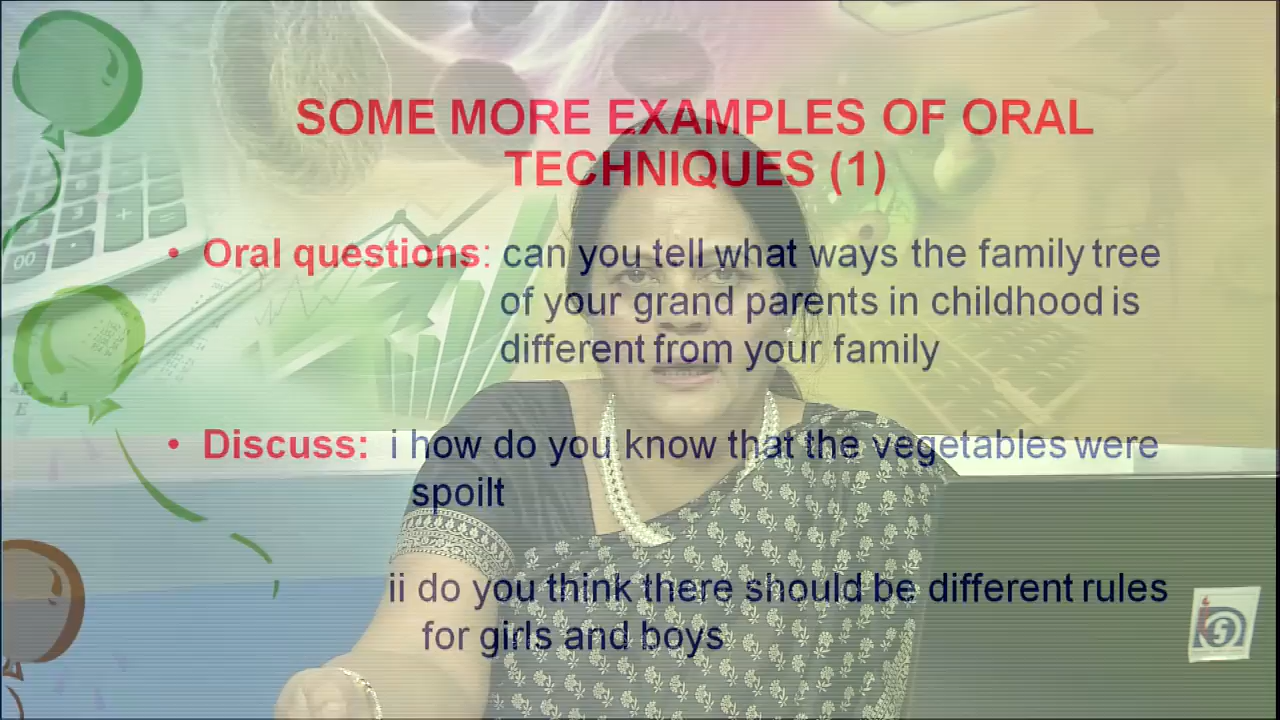 SOME MORE EXAMPLES OF ORAL
TECHNIQUES (1)
• Oral questions: can you tell what ways the family tree
of your grand parents in childhood is
different from your family
• Discuss: i how do you know that the vegetables were
spoilt
ii do you think there should be different rules
for girls and boys